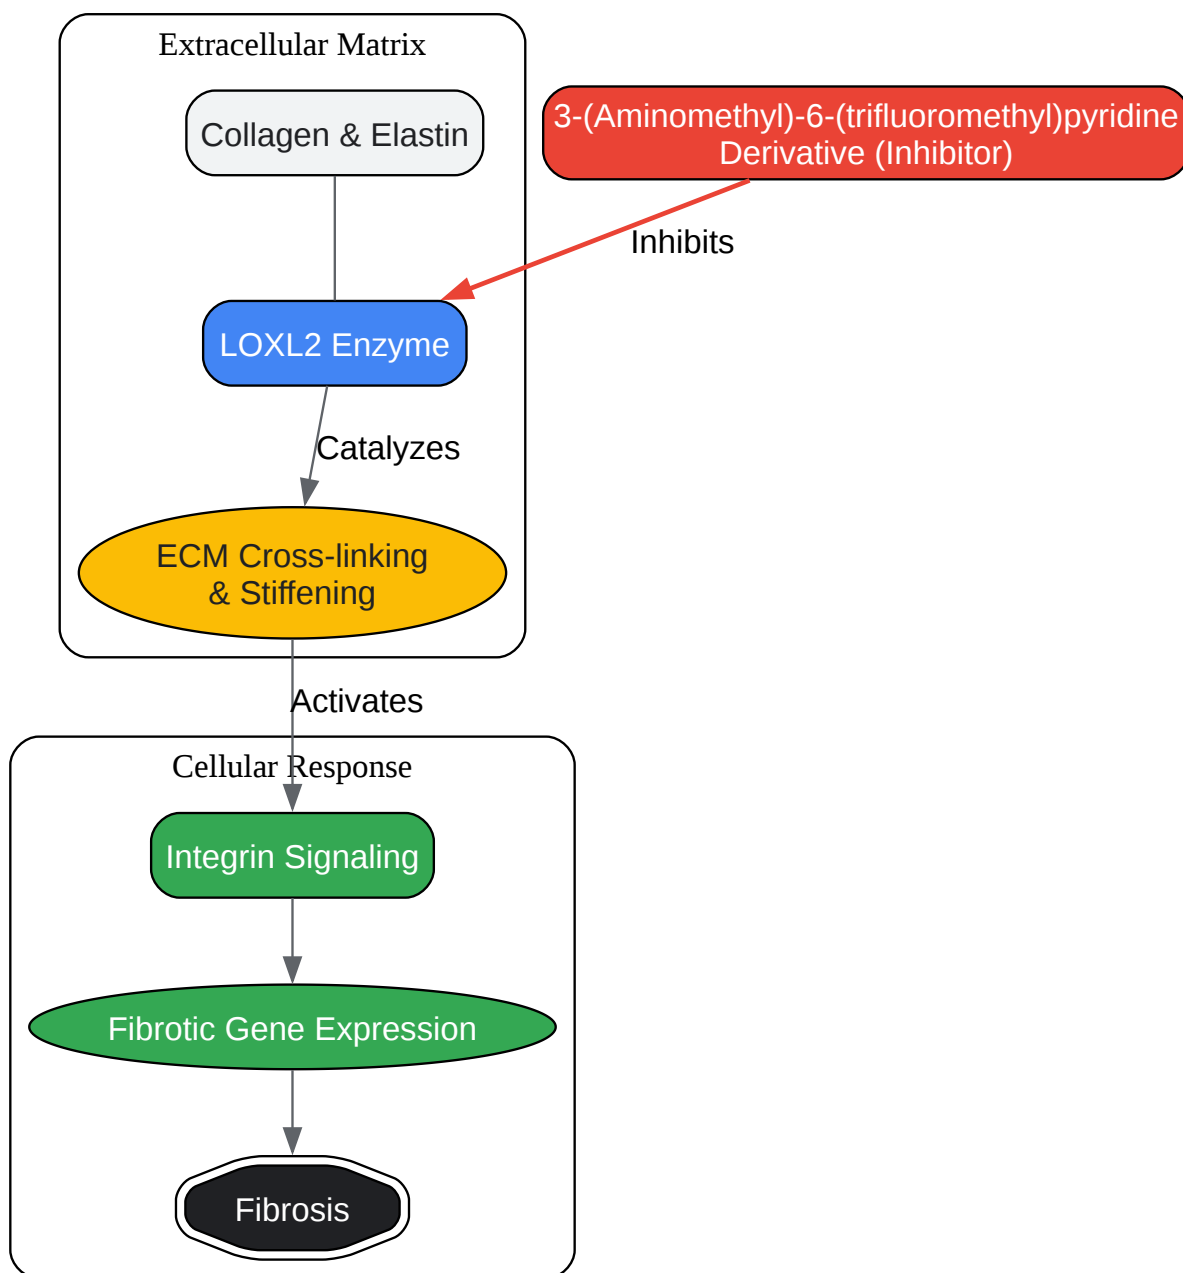 Extracellular Matrix
Collagen & Elastin
3-(Aminomethyl)-6-(trifluoromethyl)pyridine
Derivative (Inhibitor)
Inhibits
LOXL2 Enzyme
Catalyzes
ECM Cross-linking
& Stiffening
Activates
Cellular Response
Integrin Signaling
Fibrotic Gene Expression
Fibrosis